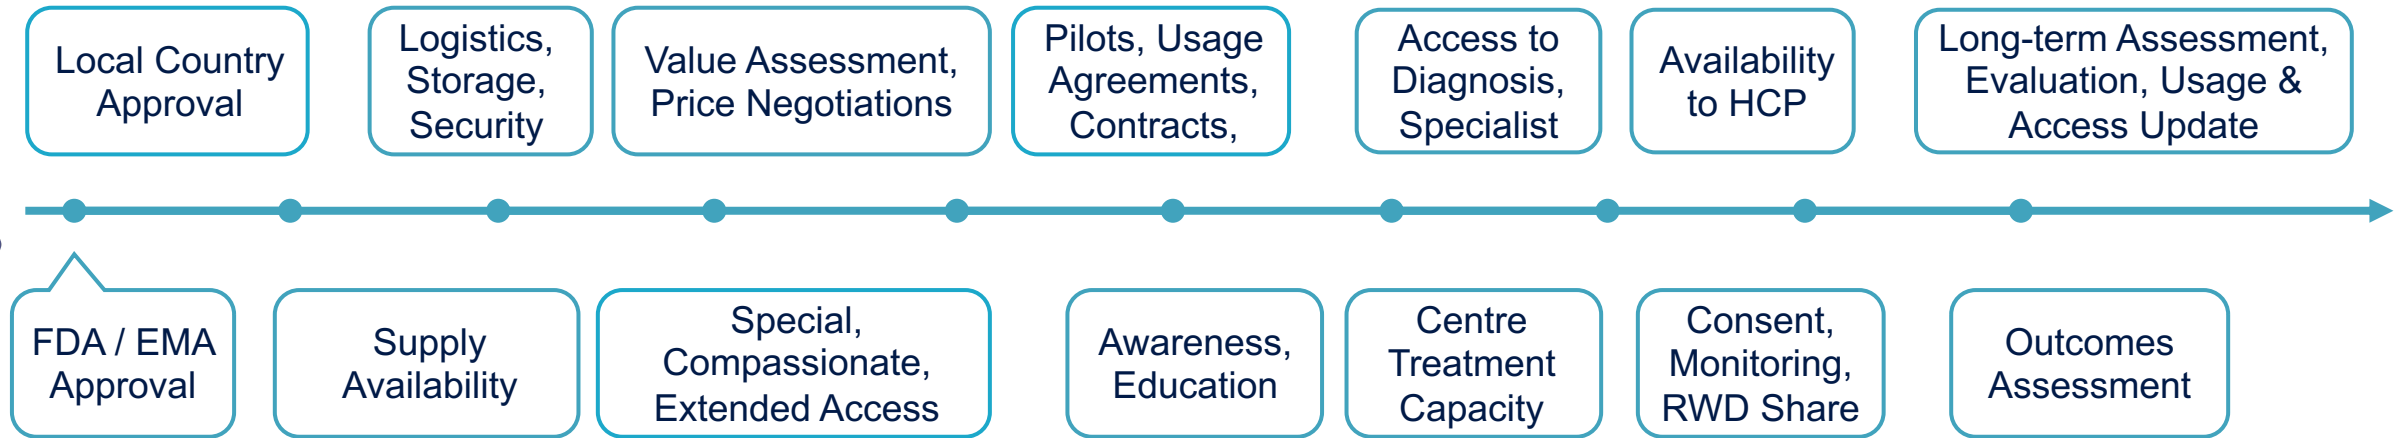 Local Country
Approval
Logistics,
Storage,
Security
Value Assessment,
Price Negotiations
Pilots, Usage
Agreements,
Contracts,
Access to
Diagnosis,
Specialist
Availability
to HCP
Long-term Assessment,
Evaluation, Usage &
Access Update
FDA / EMA
Approval
Supply
Availability
Special,
Compassionate,
Extended Access
Awareness,
Education
Centre
Treatment
Capacity
Consent,
Monitoring,
RWD Share
Outcomes
Assessment